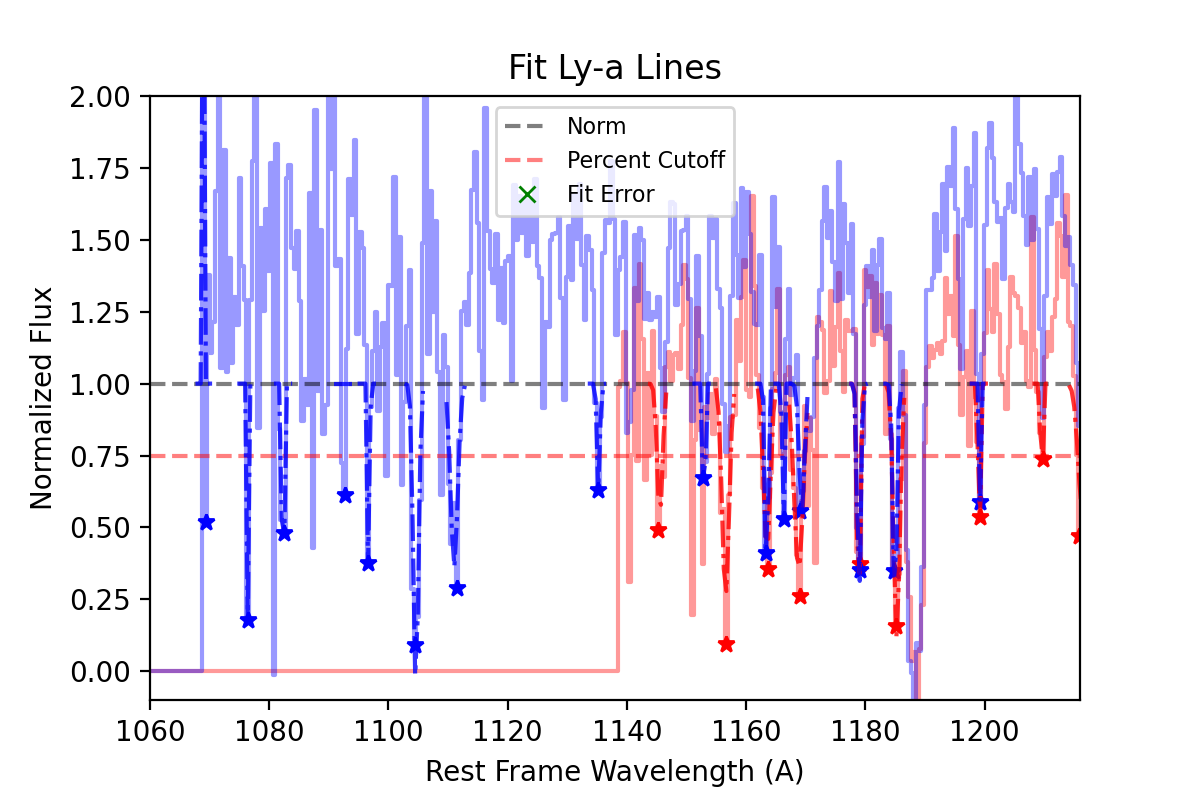 Fit Ly-a Lines
2.00
1.75
1.50
1.25
1.00
0.75
0.50
0.25
0.00
Normalized Flux
Norm
Percent Cutoff
Fit Error
1060 1080 1100 1120 1140 1160 1180 1200
Rest Frame Wavelength (A)